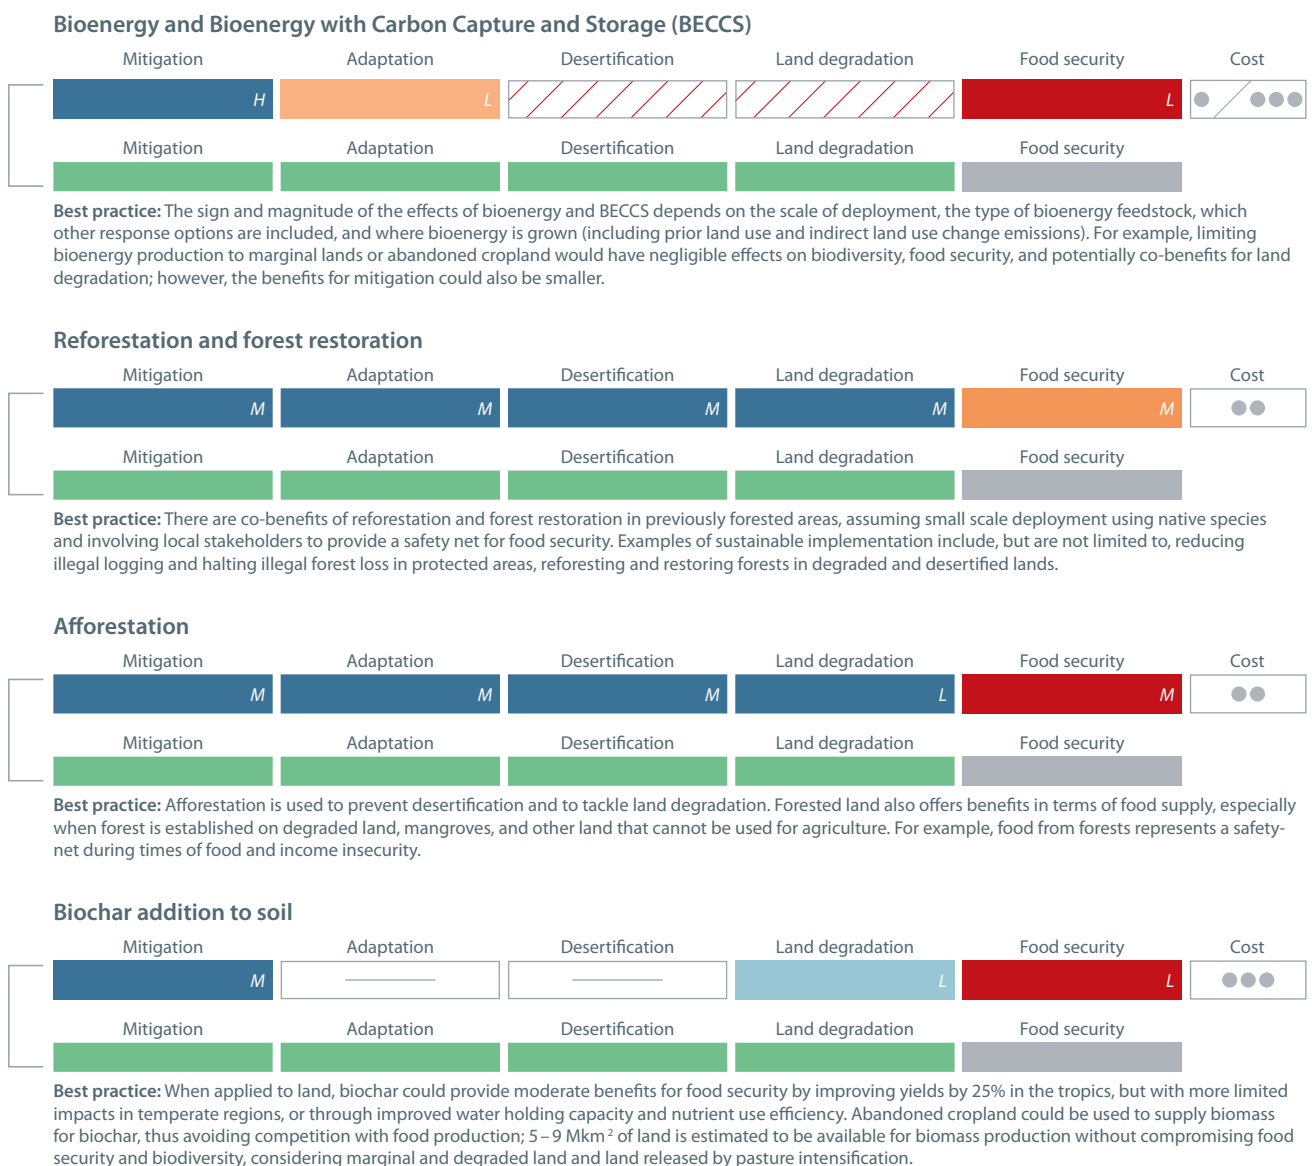 Bioenergy and Bioenergy with Carbon Capture and Storage (BECCS)
Mitigation Adaptation Desertification Land degradation Food security Cost
H L L
Mitigation Adaptation Desertification Land degradation Food security
Best practice: The sign and magnitude of the effects of bioenergy and BECCS depends on the scale of deployment, the type of bioenergy feedstock, which
other response options are included, and where bioenergy is grown (including prior land use and indirect land use change emissions). For example, limiting
bioenergy production to marginal lands or abandoned cropland would have negligible effects on biodiversity, food security, and potentially co-benefits for land
degradation; however, the benefits for mitigation could also be smaller.
Reforestation and forest restoration
Mitigation Adaptation Desertification Land degradation Food security Cost
M M M M M
Mitigation Adaptation Desertification Land degradation Food security
Best practice: There are co-benefits of reforestation and forest restoration in previously forested areas, assuming small scale deployment using native species
and involving local stakeholders to provide a safety net for food security. Examples of sustainable implementation include, but are not limited to, reducing
illegal logging and halting illegal forest loss in protected areas, reforesting and restoring forests in degraded and desertified lands.
Afforestation
Mitigation Adaptation Desertification Land degradation Food security Cost
M M M L M
Mitigation Adaptation Desertification Land degradation Food security
Best practice: Afforestation is used to prevent desertification and to tackle land degradation. Forested land also offers benefits in terms of food supply, especially
when forest is established on degraded land, mangroves, and other land that cannot be used for agriculture. For example, food from forests represents a safety-
net during times of food and income insecurity.
Biochar addition to soil
Mitigation Adaptation Desertification Land degradation Food security Cost
M L L
Mitigation Adaptation Desertification Land degradation Food security
Best practice: When applied to land, biochar could provide moderate benefits for food security by improving yields by 25% in the tropics, but with more limited
impacts in temperate regions, or through improved water holding capacity and nutrient use efficiency. Abandoned cropland could be used to supply biomass
for biochar, thus avoiding competition with food production; 5–9 Mkm² of land is estimated to be available for biomass production without compromising food
security and biodiversity, considering marginal and degraded land and land released by pasture intensification.